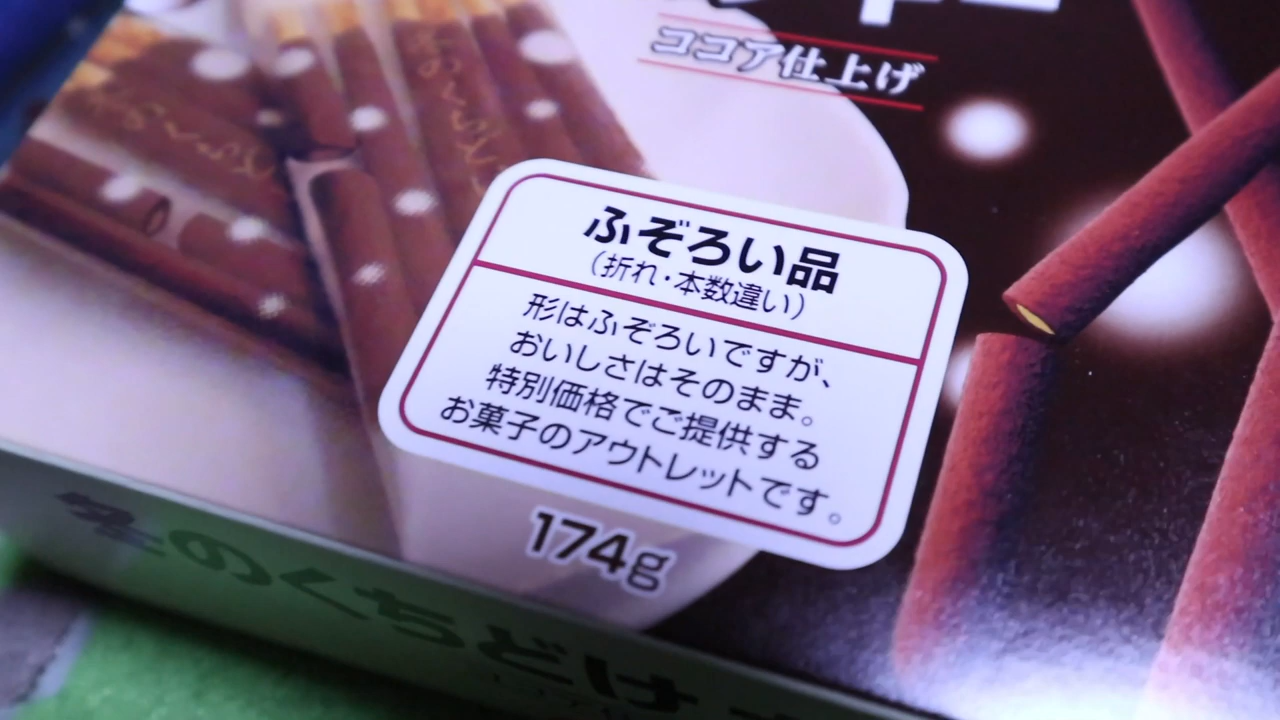 ココア仕上げ
ふぞろい品
（折れ・本数違い）
形はふぞろいですが、
おいしさはそのまま。
特別価格でご提供する
お菓子のアウトレットです。
174g
冬のくちどけ